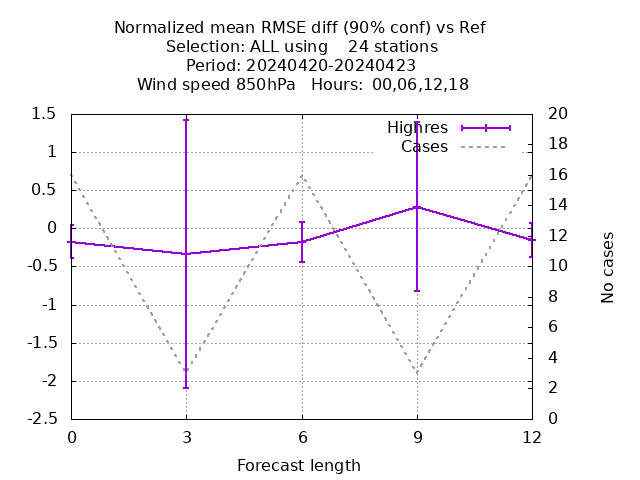 Normalized mean RMSE diff (90% conf) vs Ref
Selection: ALL using    24 stations
Period: 20240420-20240423
Wind speed 850hPa   Hours:  00,06,12,18
Highres
Cases
1.5
1
0.5
0
-0.5
-1
-1.5
-2
-2.5
20
18
16
14
12
10
8
6
4
2
0
No cases
0 3 6 9 12
Forecast length